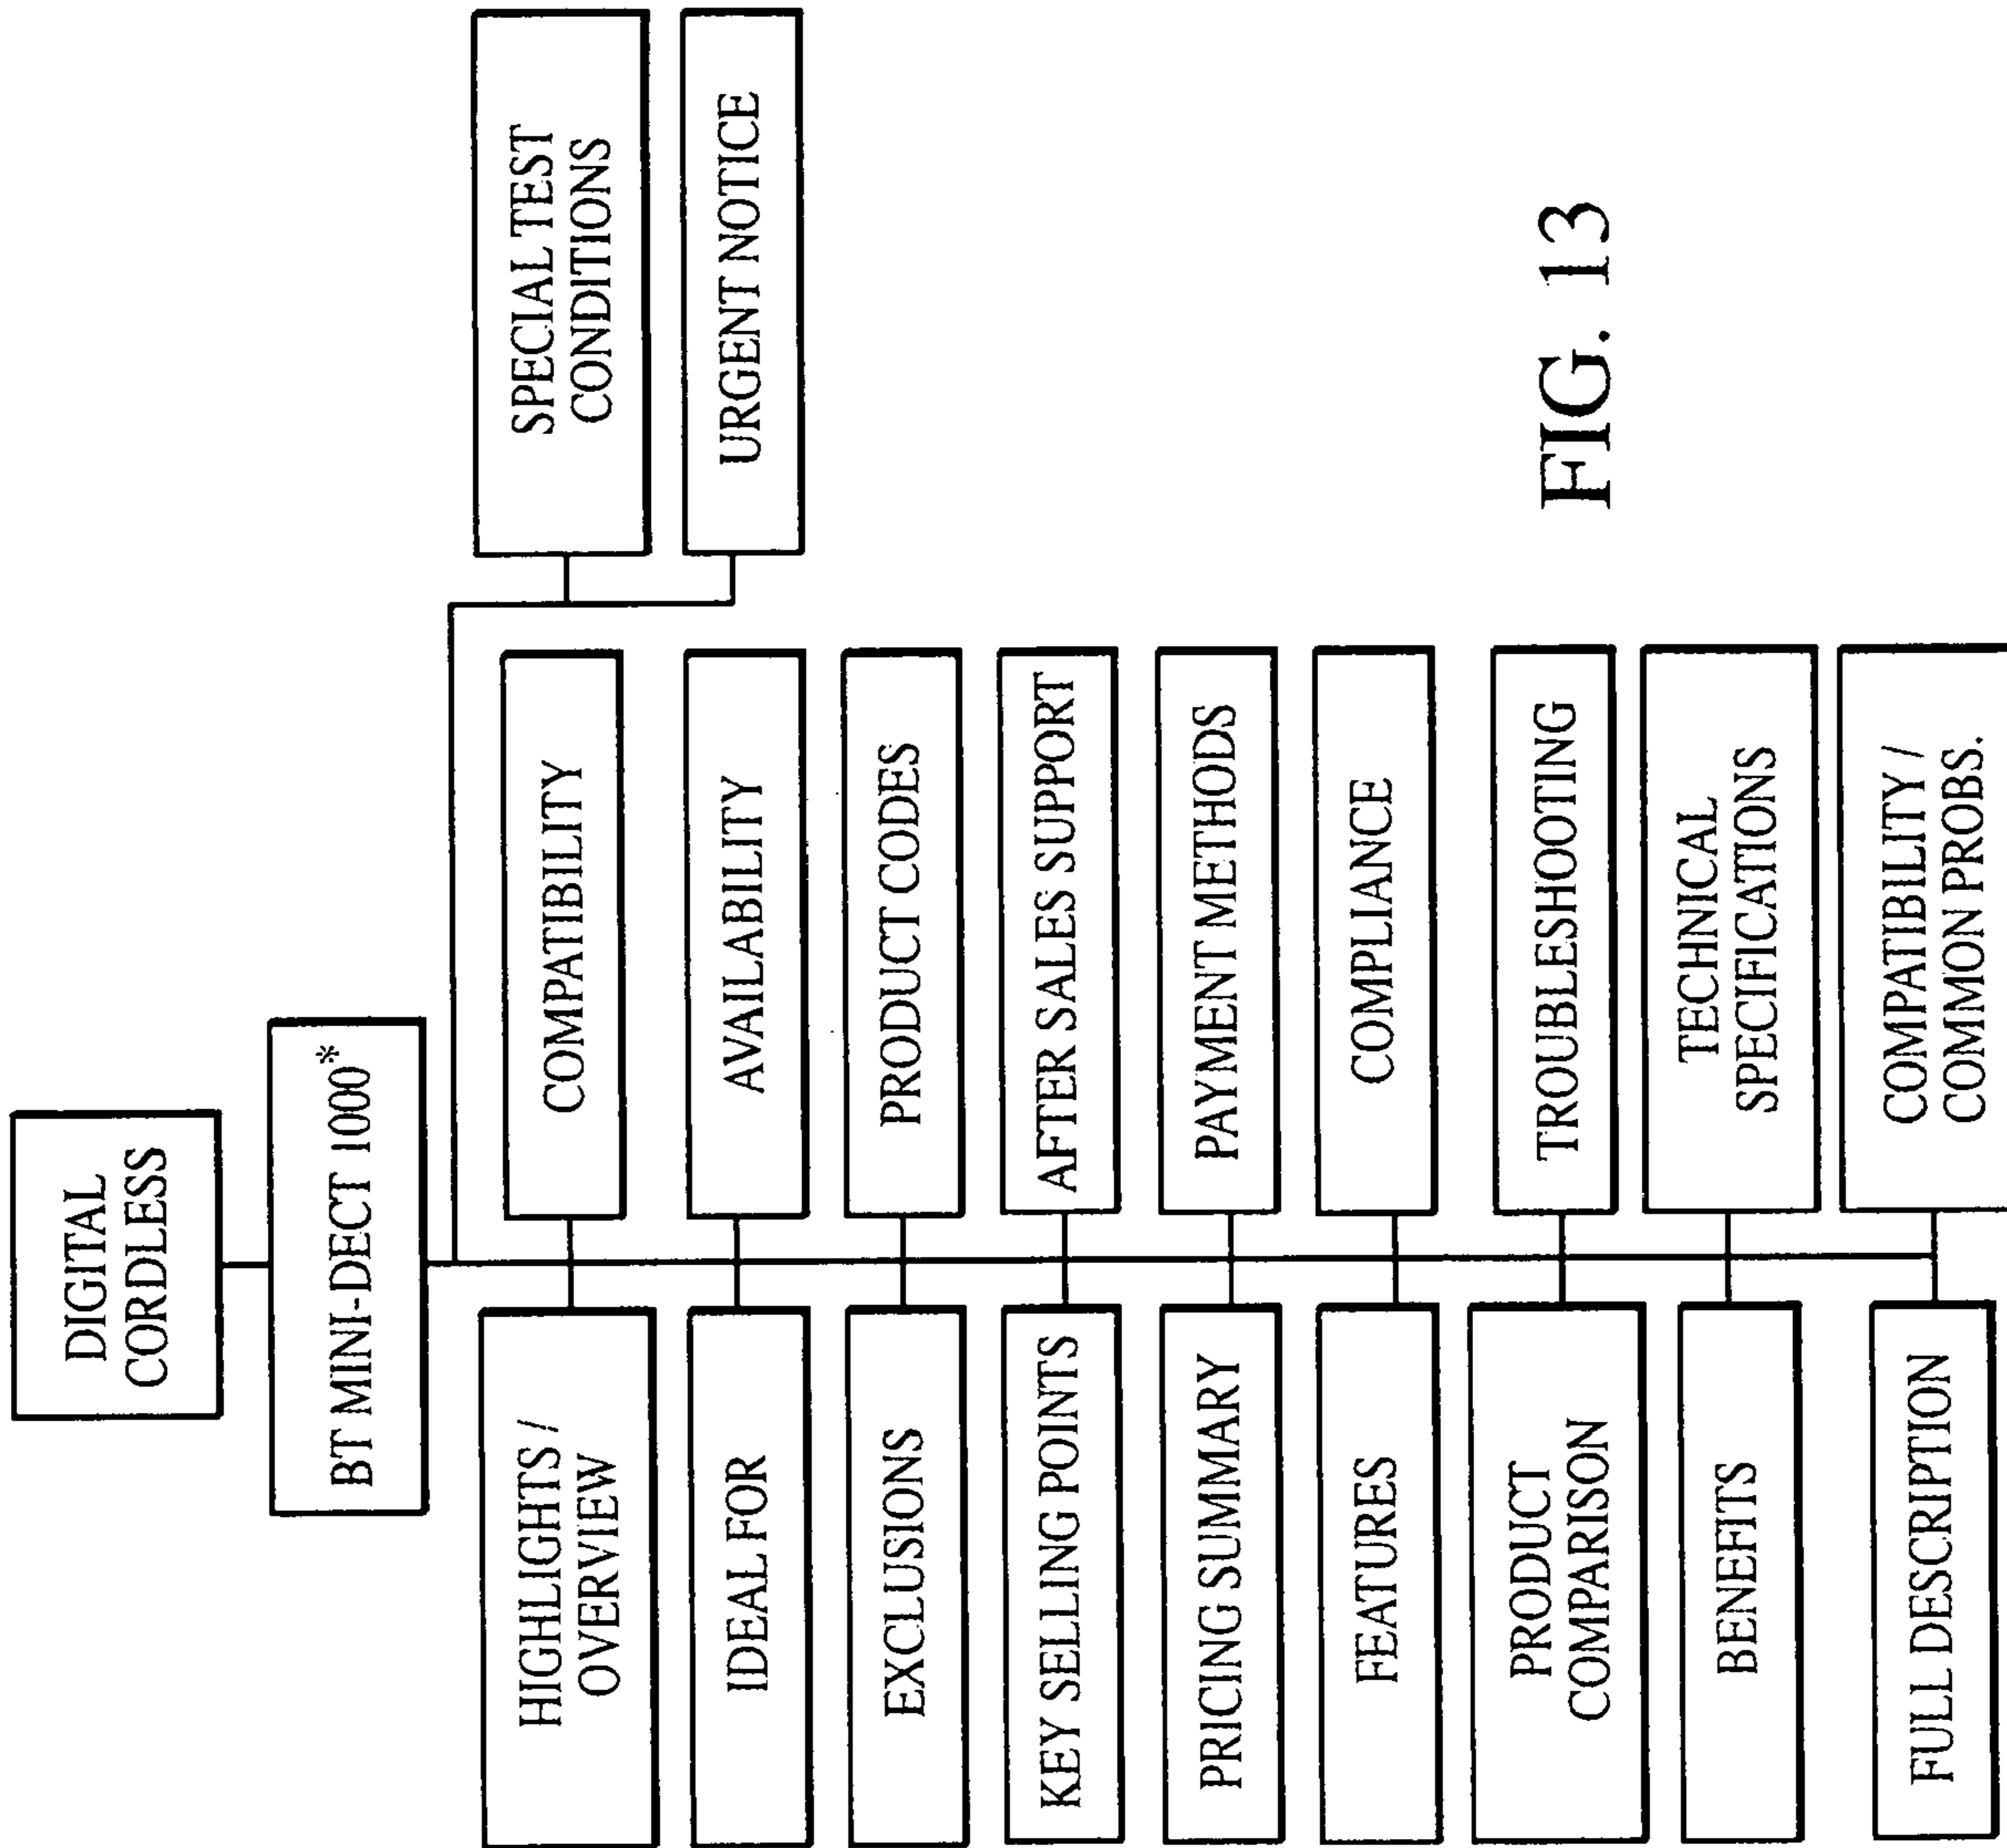 DIGITAL
CORDLESS
BT MINI-DECT 1000*
HIGHLIGHTS /
OVERVIEW
COMPATIBILITY
SPECIAL TEST
CONDITIONS
IDEAL FOR
AVAILABILITY
URGENT NOTICE
EXCLUSIONS
PRODUCT CODES
KEY SELLING POINTS
AFTER SALES SUPPORT
PRICING SUMMARY
PAYMENT METHODS
FEATURES
COMPLIANCE
PRODUCT
COMPARISON
TROUBLESHOOTING
BENEFITS
TECHNICAL
SPECIFICATIONS
FULL DESCRIPTION
COMPATIBILITY /
COMMON PROBS.
FIG. 13